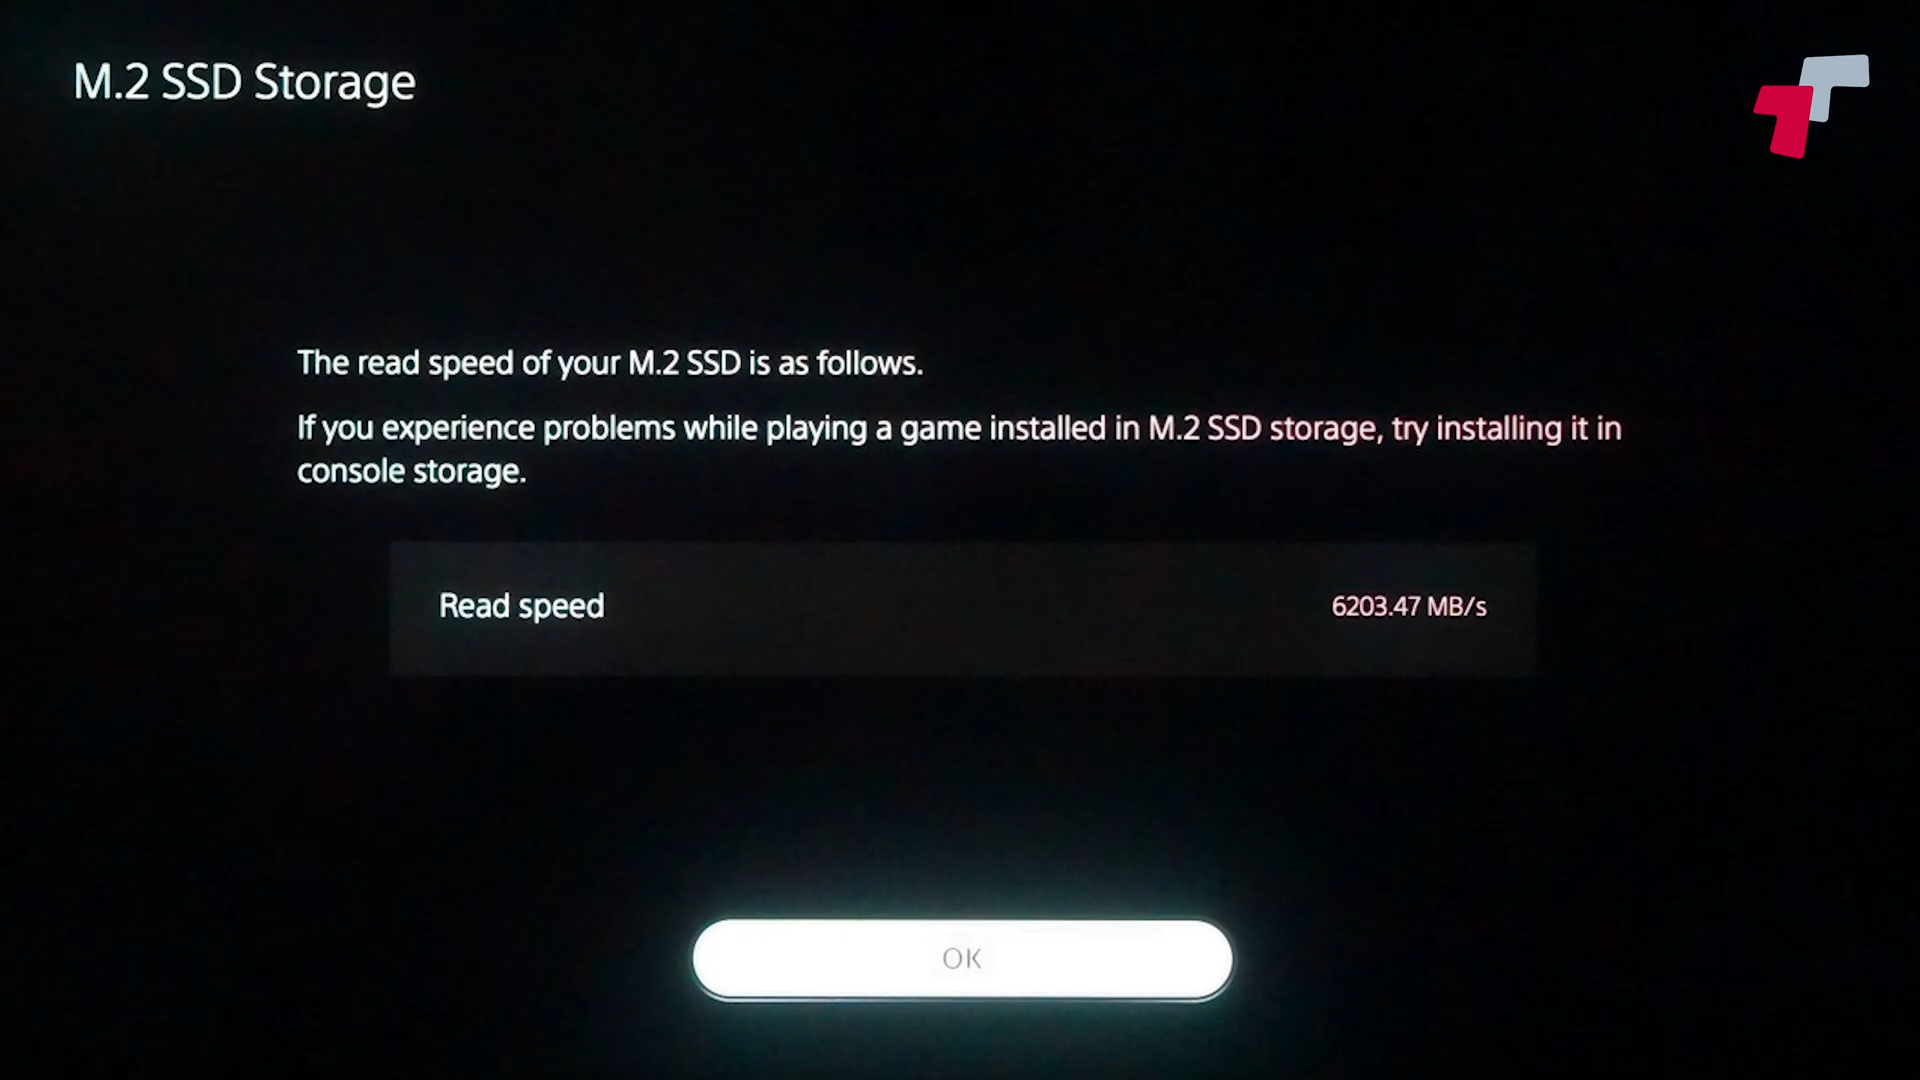 M.2 SSD Storage
The read speed of your M.2 SSD is as follows.
If you experience problems while playing a game installed in M.2 SSD storage, try installing it in
console storage.
Read speed 6203.47 MB/s
OK